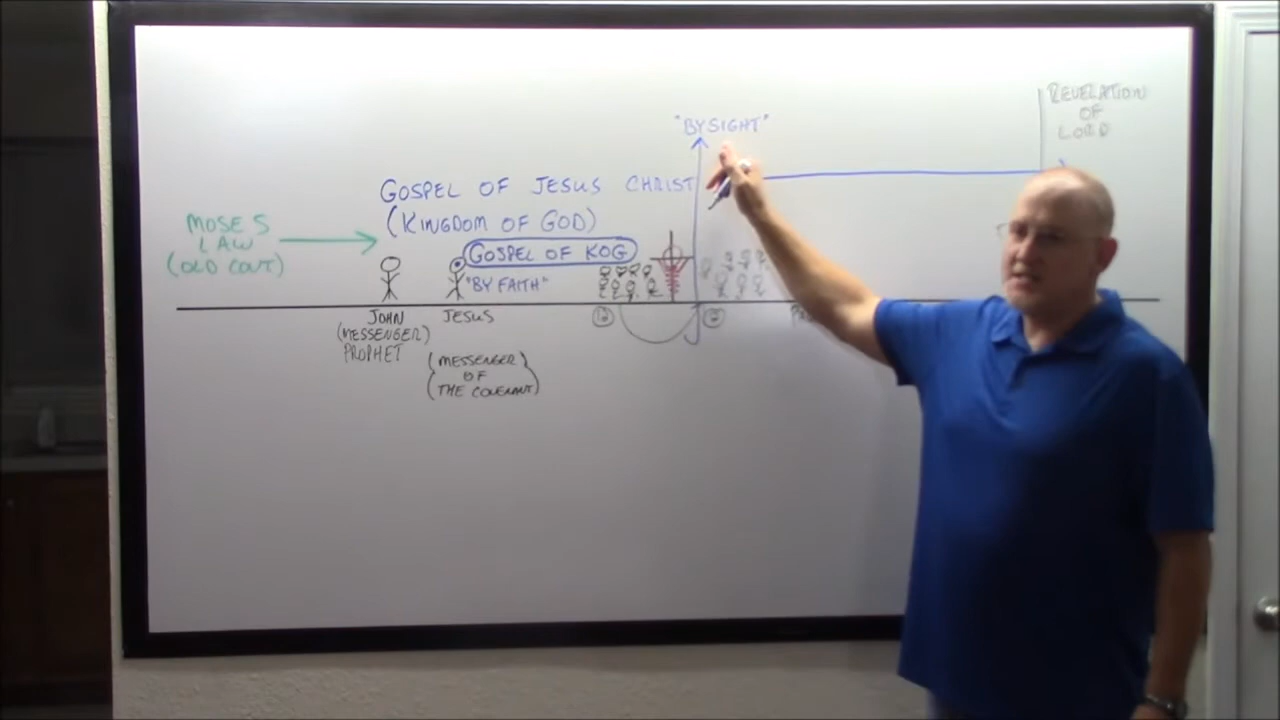 MOSES
LAW
(OLD COVT)
GOSPEL OF JESUS CHRIST
(KINGDOM OF GOD)
GOSPEL OF KOG
"BY FAITH"
JOHN
(MESSENGER)
PROPHET
JESUS
(MESSENGER)
OF
(THE COVENANT)
"BY SIGHT"
REVELATION
OF
LORD
12